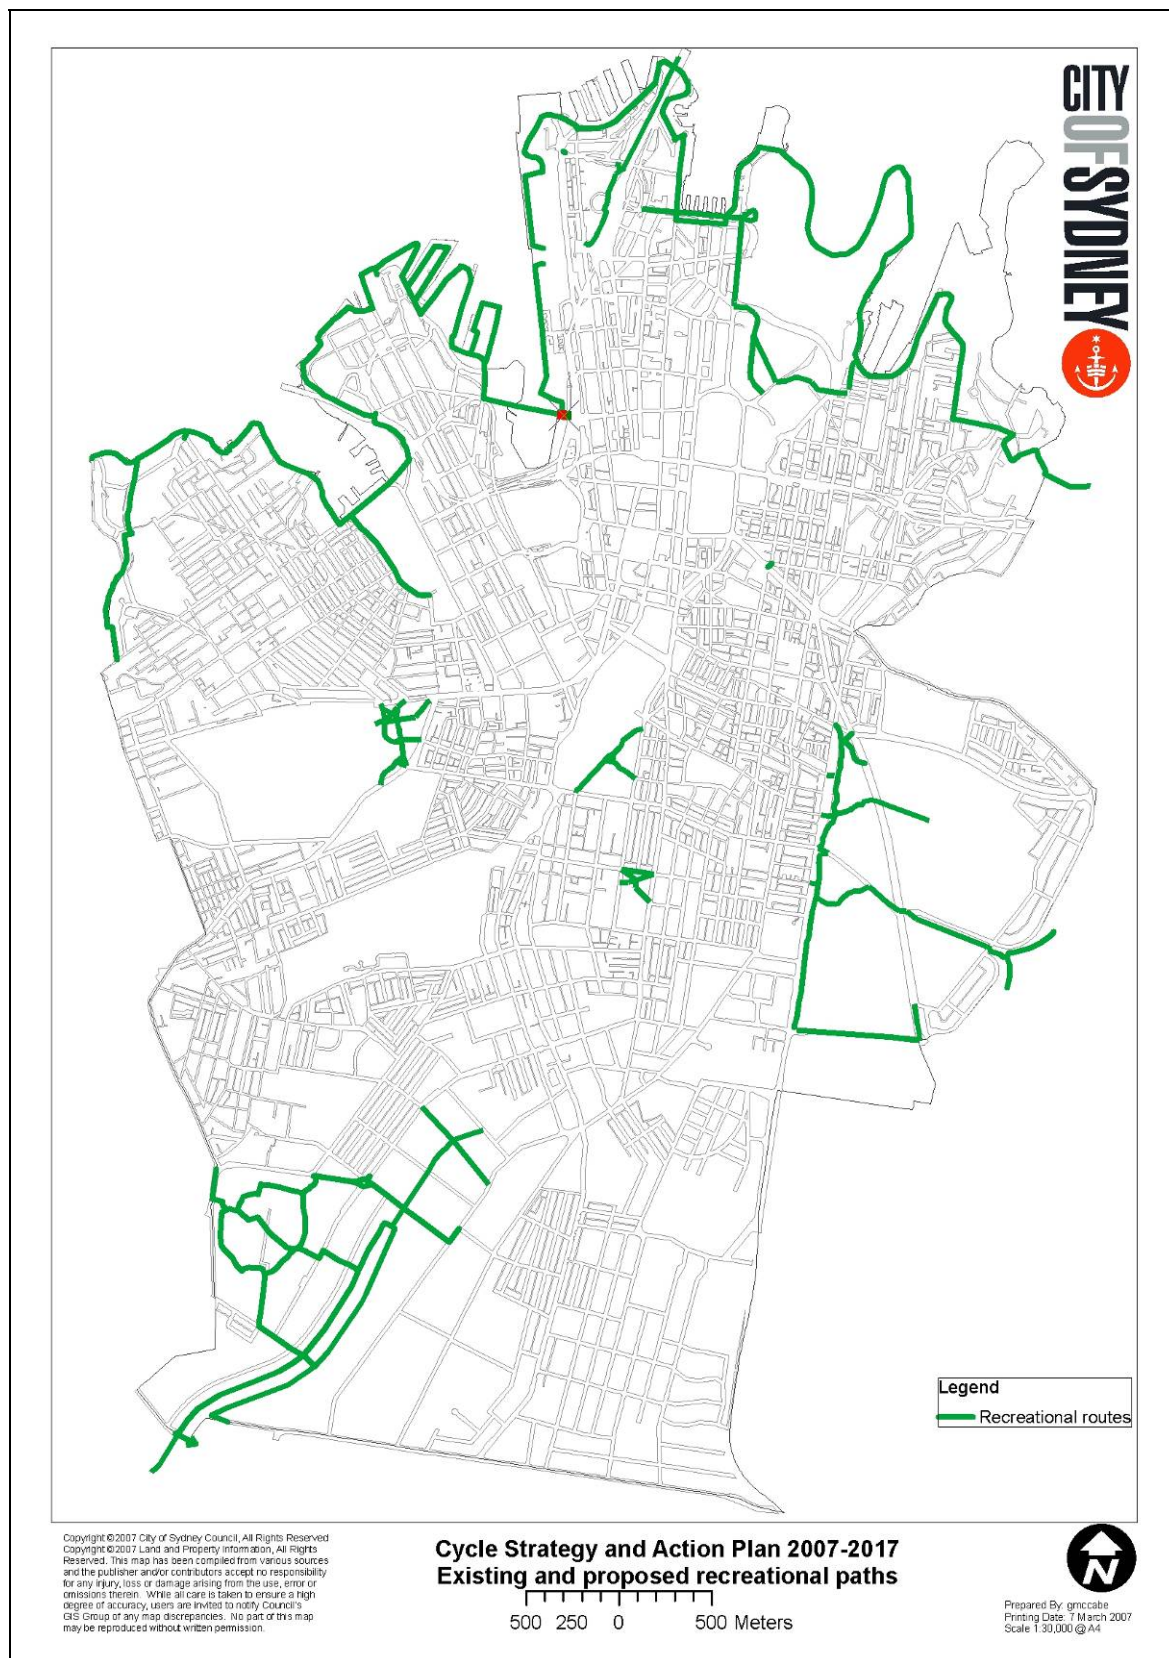 CITYOFSYDNEY
Legend
Recreational routes
Copyright ©2007 City of Sydney Council, All Rights Reserved
Copyright ©2007 Land and Property Information, All Rights
Reserved. This map has been compiled from various sources
and the publisher and/or contributors accept no responsibility
for any injury, loss or damage arising from the use, error or
omissions therein. While all care is taken to ensure a high
degree of accuracy, users are invited to notify Council's
GIS Group of any map discrepancies. No part of this map
may be reproduced without written permission.
Cycle Strategy and Action Plan 2007-2017
Existing and proposed recreational paths
500 250 0 500 Meters
N
Prepared By: gmccabe
Printing Date: 7 March 2007
Scale 1:30,000 @ A4